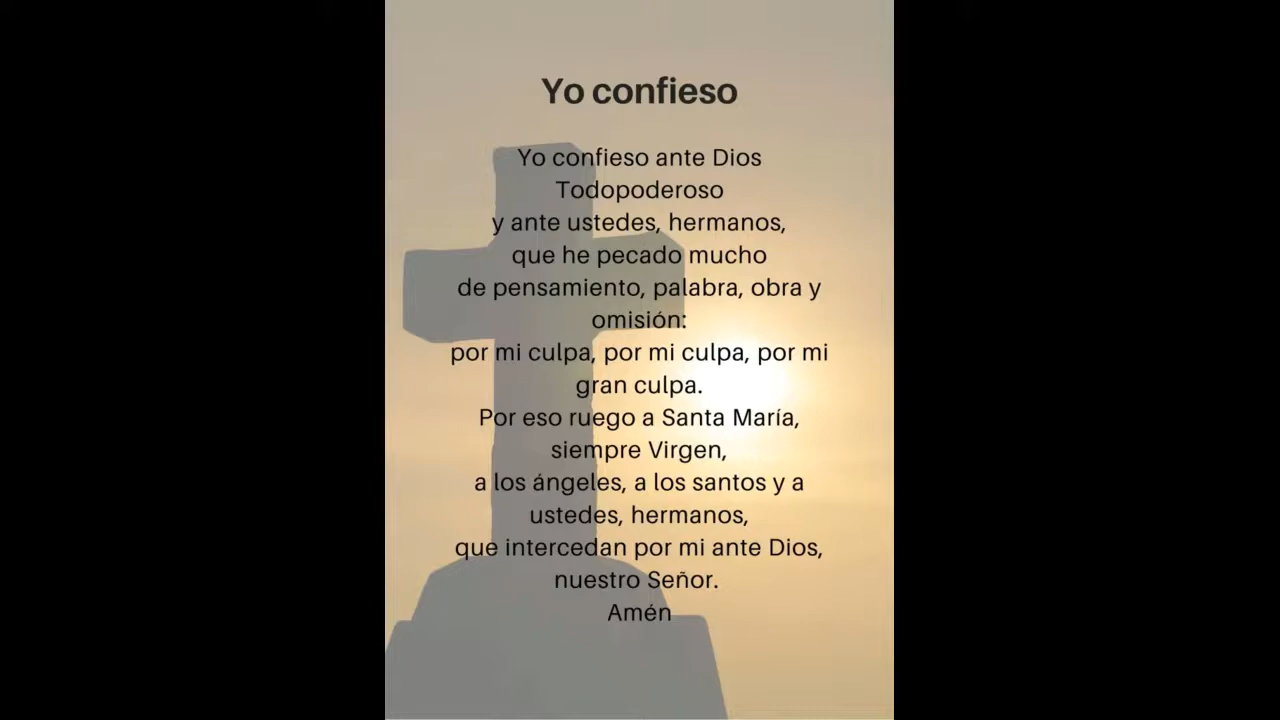 Yo confieso
Yo confieso ante Dios
Todopoderoso
y ante ustedes, hermanos,
que he pecado mucho
de pensamiento, palabra, obra y
omisión:
por mi culpa, por mi culpa, por mi
gran culpa.
Por eso ruego a Santa María,
siempre Virgen,
a los ángeles, a los santos y a
ustedes, hermanos,
que intercedan por mi ante Dios,
nuestro Señor.
Amén